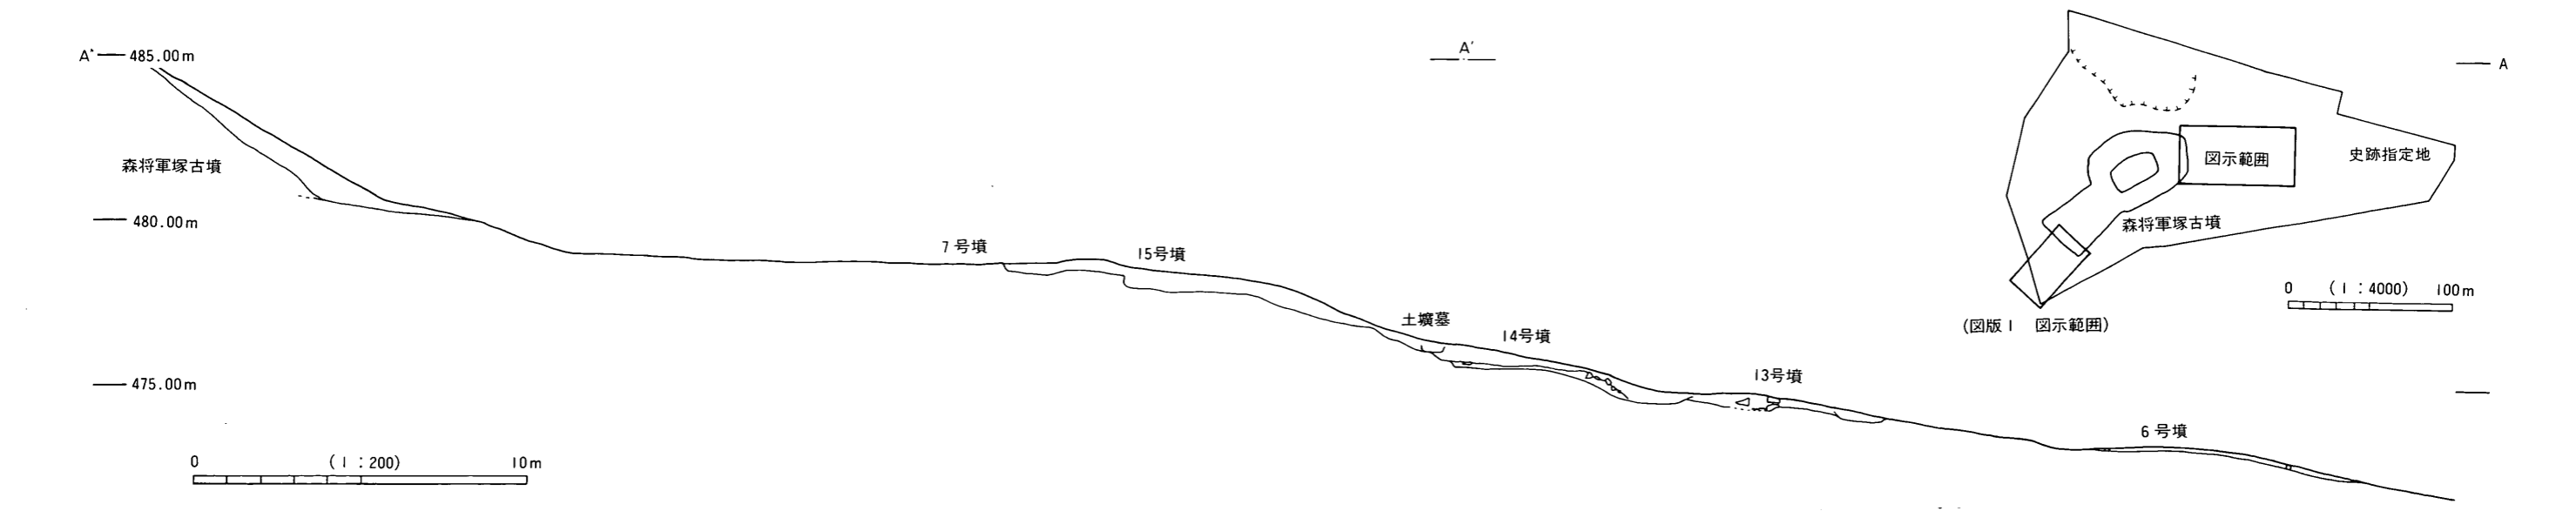 A″ 485.00m
A′
A
森将軍塚古墳
480.00m
7号墳
15号墳
土壙墓
14号墳
475.00m
13号墳
6号墳
0 (1:200) 10m
図示範囲
史跡指定地
森将軍塚古墳
0 (1:4000) 100m
(図版1 図示範囲)